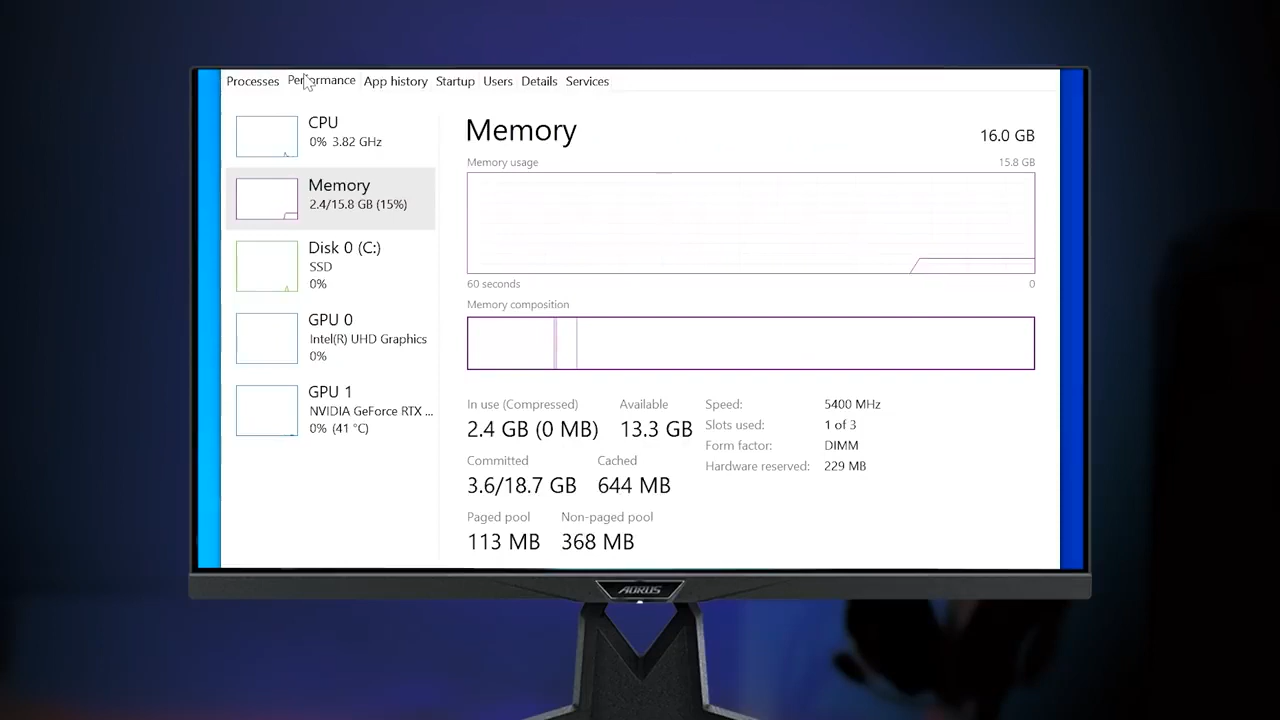 Processes Performance App history Startup Users Details Services
CPU
0% 3.82 GHz
Memory
2.4/15.8 GB (15%)
Disk 0 (C:)
SSD
0%
GPU 0
Intel(R) UHD Graphics
0%
GPU 1
NVIDIA GeForce RTX ...
0% (41 °C)
Memory 16.0 GB
Memory usage 15.8 GB
60 seconds 0
Memory composition
In use (Compressed) Available
2.4 GB (0 MB) 13.3 GB
Committed Cached
3.6/18.7 GB 644 MB
Paged pool Non-paged pool
113 MB 368 MB
Speed: 5400 MHz
Slots used: 1 of 3
Form factor: DIMM
Hardware reserved: 229 MB
AORUS